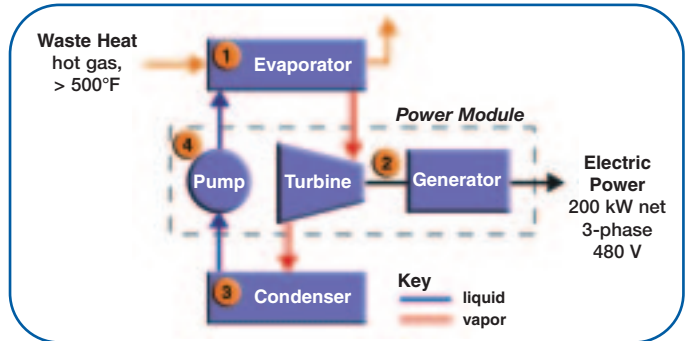 Waste Heat
hot gas,
> 500°F
1
Evaporator
Power Module
4
Pump
Turbine
2
Generator
Electric
Power
200 kW net
3-phase
480 V
3
Condenser
Key
liquid
vapor